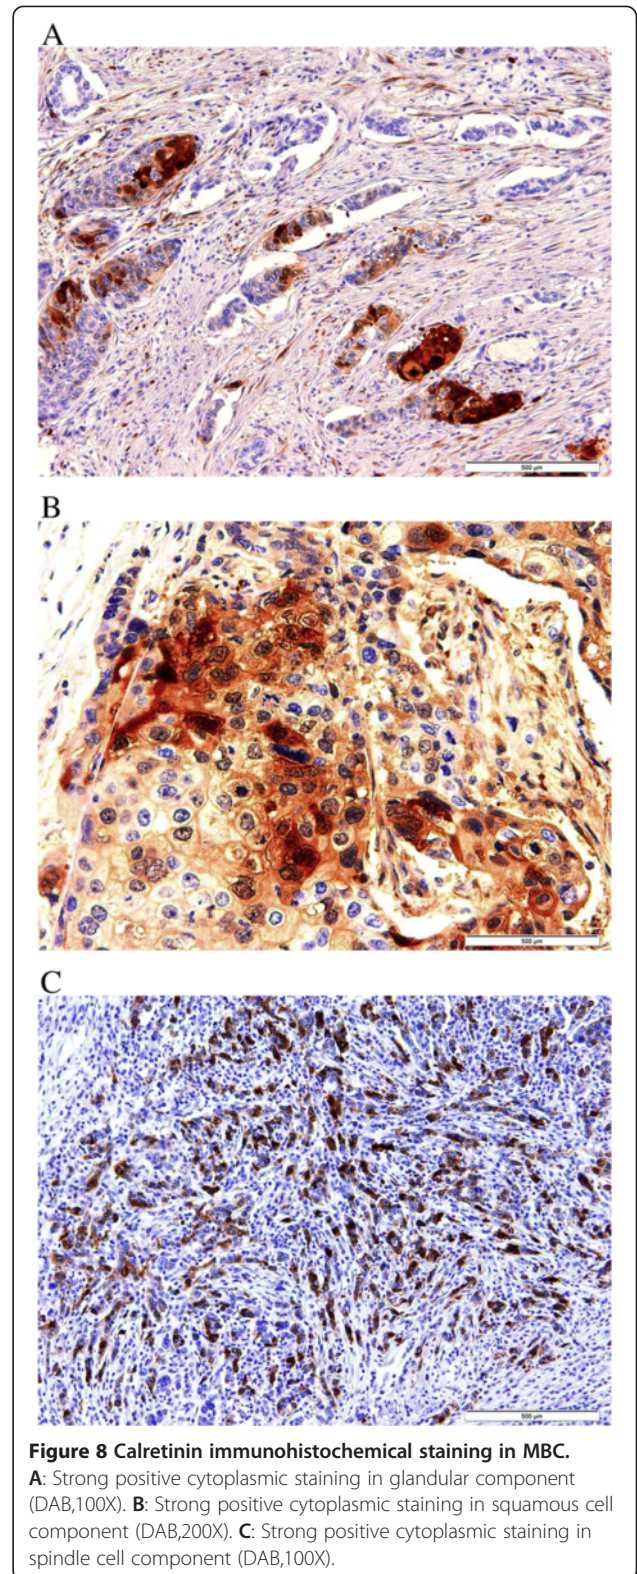 A
500 µm
B
500 µm
C
500 µm
Figure 8 Calretinin immunohistochemical staining in MBC.
A: Strong positive cytoplasmic staining in glandular component
(DAB,100X). B: Strong positive cytoplasmic staining in squamous cell
component (DAB,200X). C: Strong positive cytoplasmic staining in
spindle cell component (DAB,100X).